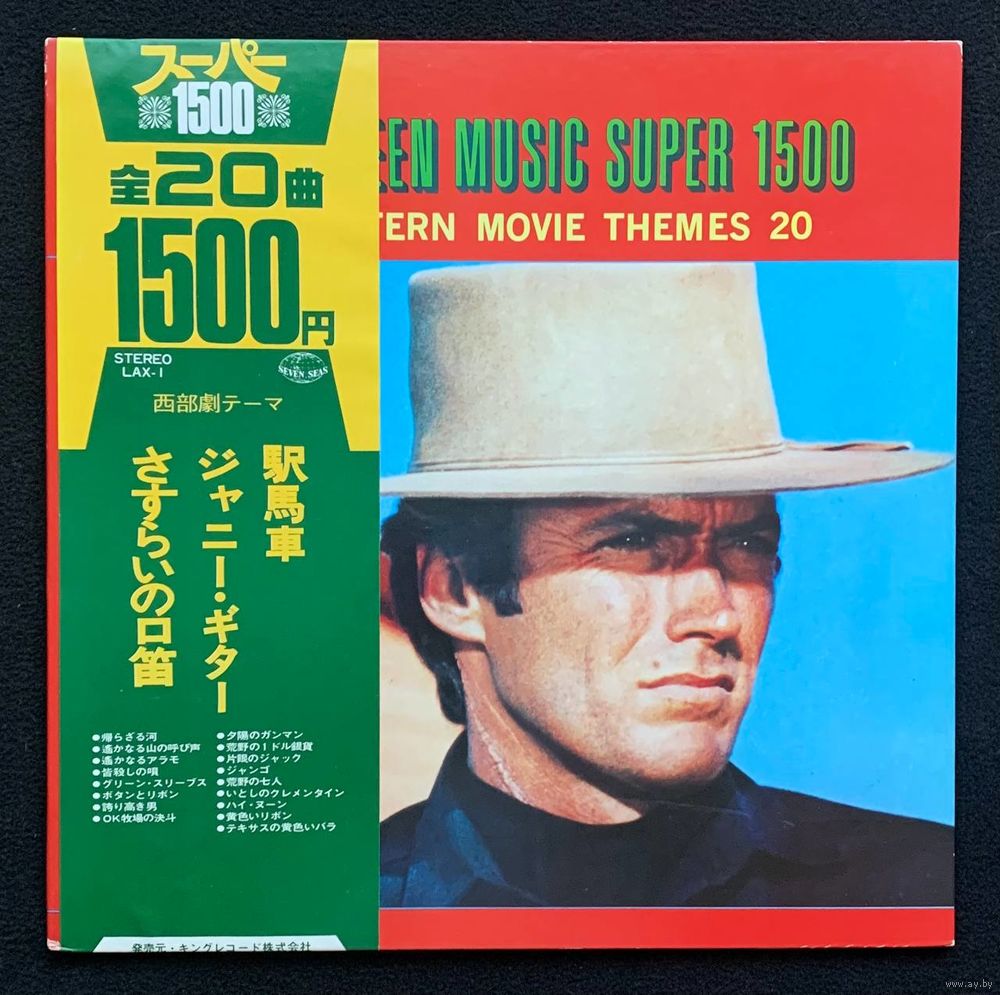 スーパー
1500
全20曲
1500円
STEREO
LAX-1
SEVEN SEAS
西部劇テーマ
駅馬車
ジャニー・ギター
さすらいの口笛
●帰らざる河
●遙かなる山の呼び声
●遙かなるアラモ
●皆殺しの唄
●グリーン・スリーブス
●ボタンとリボン
●誇り高き男
●OK牧場の決斗
●夕陽のガンマン
●荒野の1ドル銀貨
●片眼のジャック
●ジャンゴ
●荒野の七人
●いとしのクレメンタイン
●ハイ・ヌーン
●黄色いリボン
●テキサスの黄色いバラ
発売元・キングレコード株式会社
EEN MUSIC SUPER 1500
TERN MOVIE THEMES 20
www.ay.by